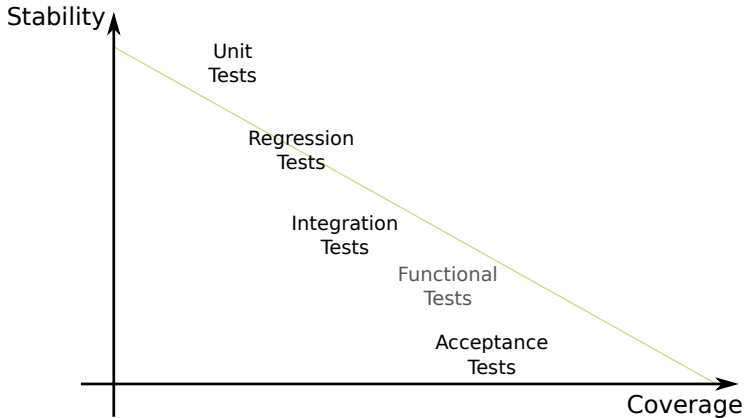 Stability
Unit
Tests
Regression
Tests
Integration
Tests
Functional
Tests
Acceptance
Tests
Coverage